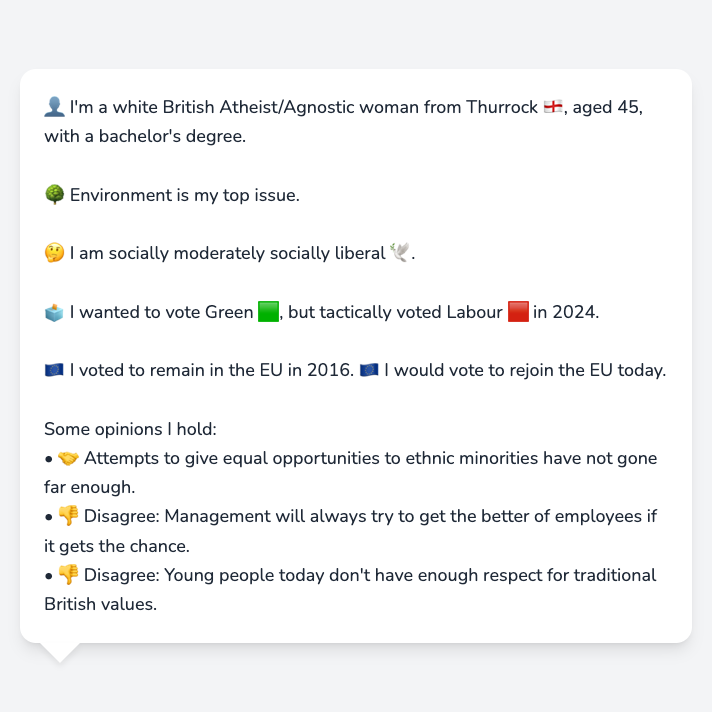 👤 I'm a white British Atheist/Agnostic woman from Thurrock 🏴󠁧󠁢󠁥󠁮󠁧󠁿, aged 45,
with a bachelor's degree.
🌳 Environment is my top issue.
🤔 I am socially moderately socially liberal 🕊️.
🗳️ I wanted to vote Green 🟩, but tactically voted Labour 🟥 in 2024.
🇪🇺 I voted to remain in the EU in 2016. 🇪🇺 I would vote to rejoin the EU today.
Some opinions I hold:
• 🤝 Attempts to give equal opportunities to ethnic minorities have not gone
far enough.
• 👎 Disagree: Management will always try to get the better of employees if
it gets the chance.
• 👎 Disagree: Young people today don't have enough respect for traditional
British values.